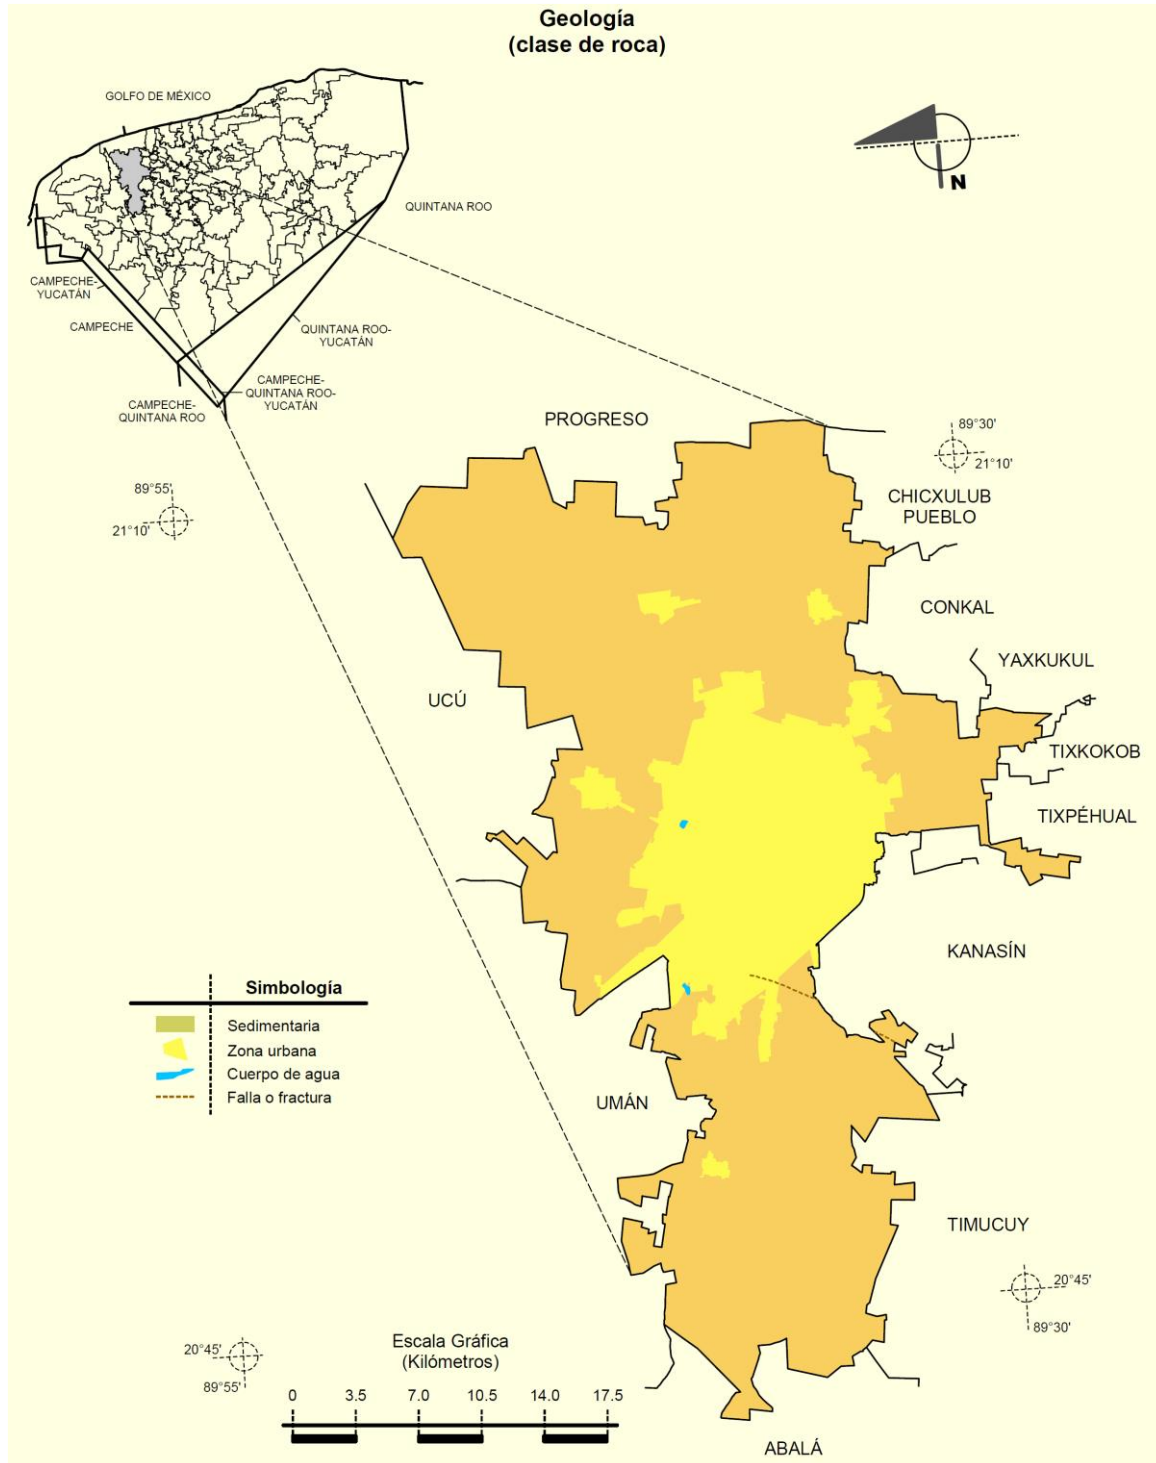 Geología
(clase de roca)
GOLFO DE MÉXICO
N
QUINTANA ROO
CAMPECHE-
YUCATÁN
CAMPECHE
QUINTANA ROO-
YUCATÁN
CAMPECHE-
QUINTANA ROO-
YUCATÁN
CAMPECHE-
QUINTANA ROO
PROGRESO
89°30'
21°10'
89°55'
21°10'
CHICXULUB
PUEBLO
CONKAL
YAXKUKUL
UCÚ
TIXKOKOB
TIXPÉHUAL
KANASÍN
Simbología
Sedimentaria
Zona urbana
Cuerpo de agua
Falla o fractura
UMÁN
TIMUCUY
20°45'
89°30'
20°45'
89°55'
Escala Gráfica
(Kilómetros)
0 3.5 7.0 10.5 14.0 17.5
ABALÁ